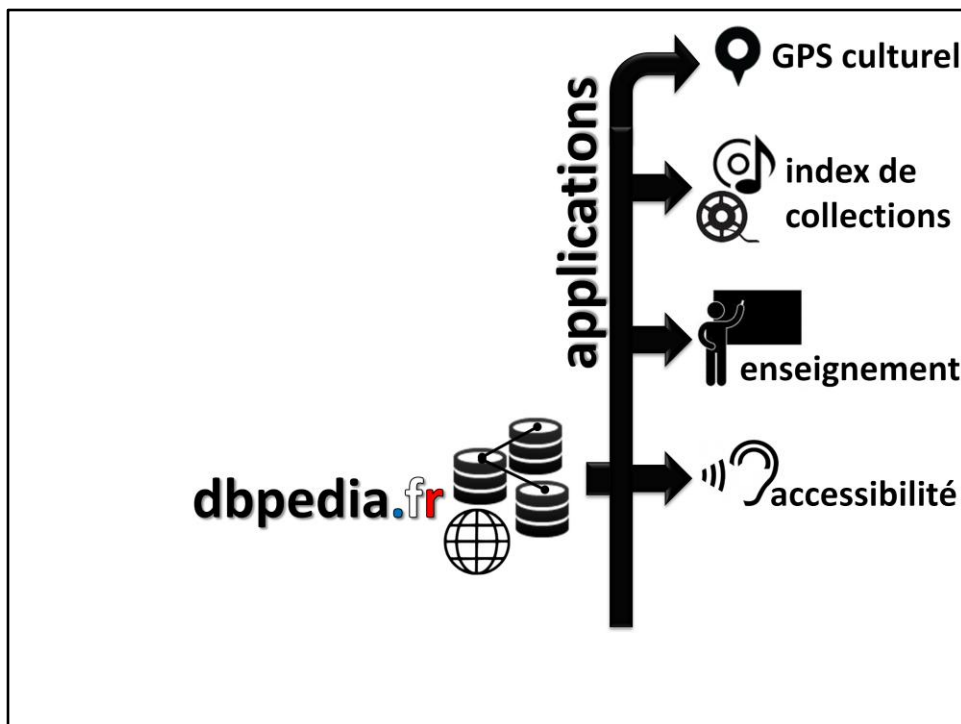 GPS culturel
applications
index de
collections
enseignement
accessibilité
dbpedia.fr